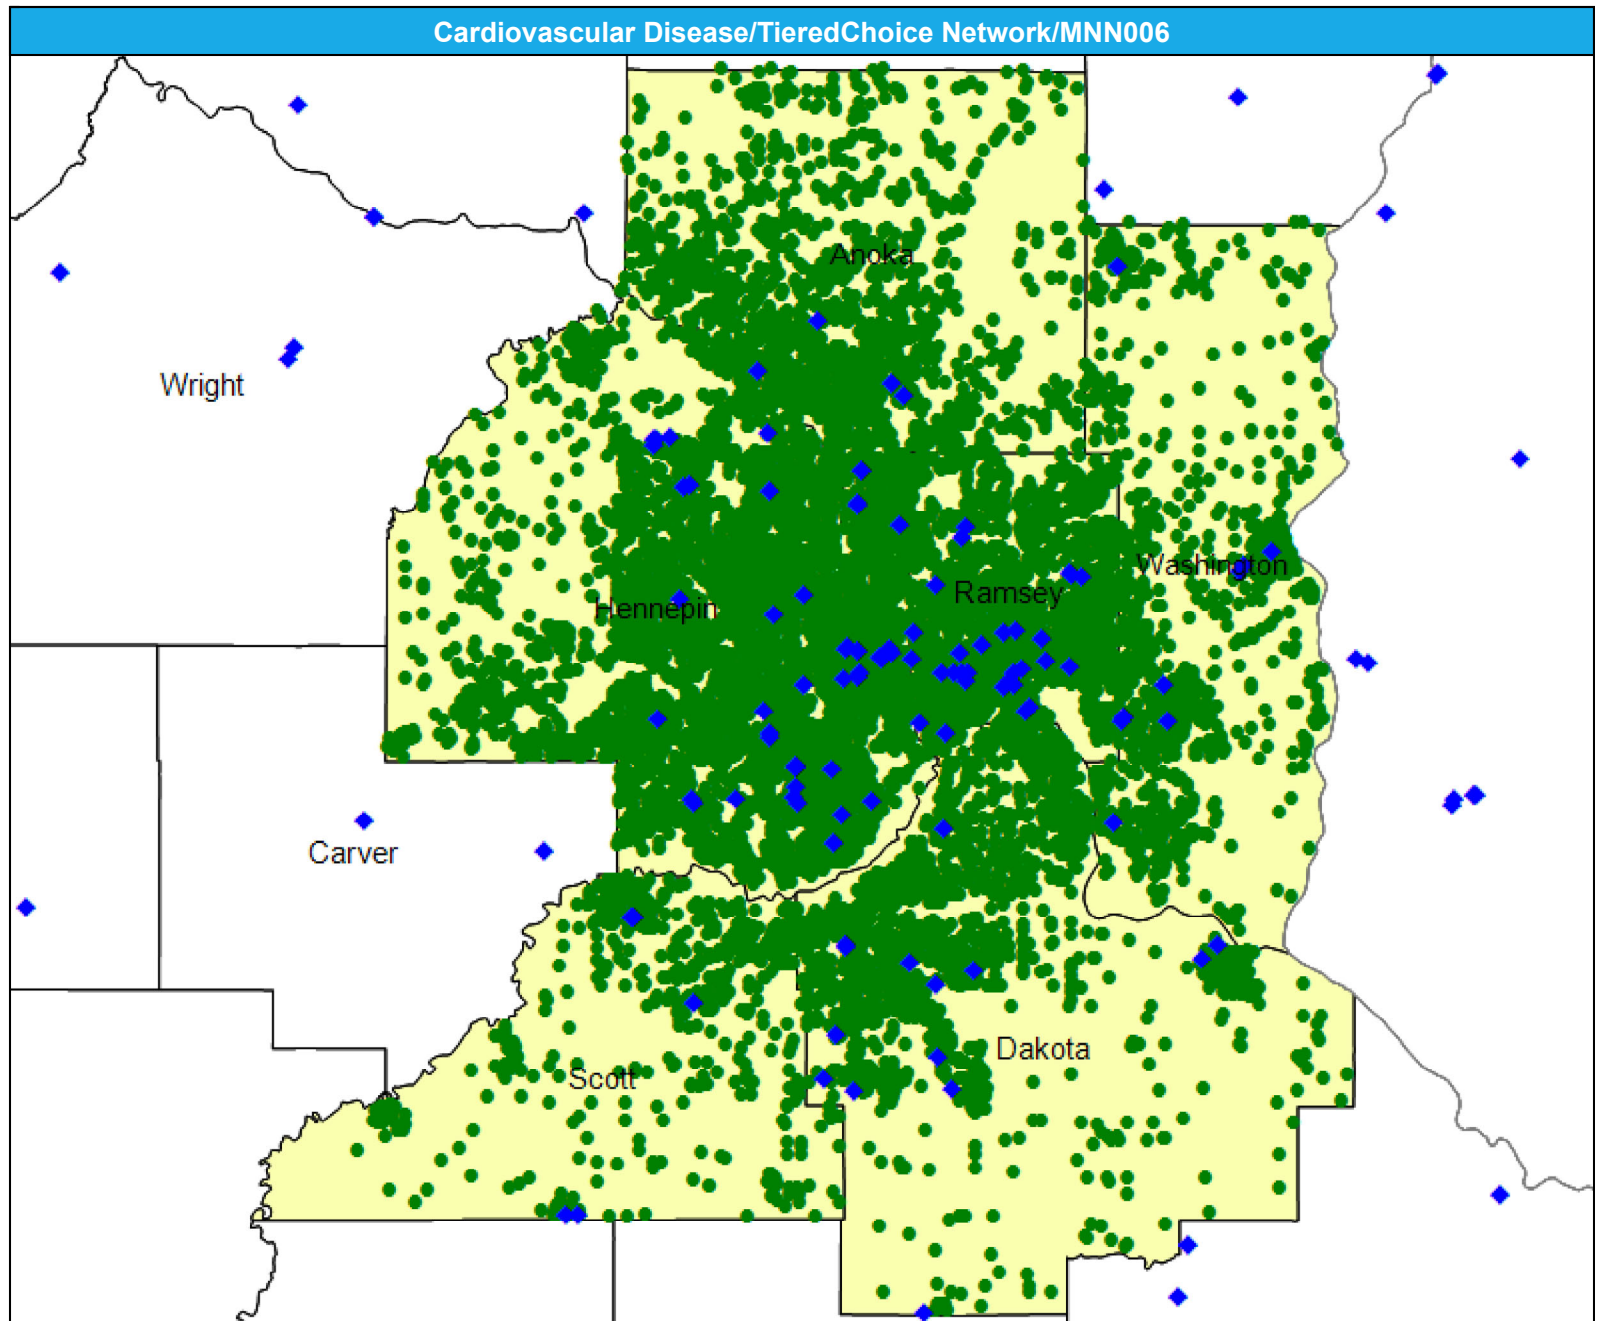 Cardiovascular Disease/TieredChoice Network/MNN006
Anoka
Wright
Washington
Ramsey
Hennepin
Carver
Dakota
Scott